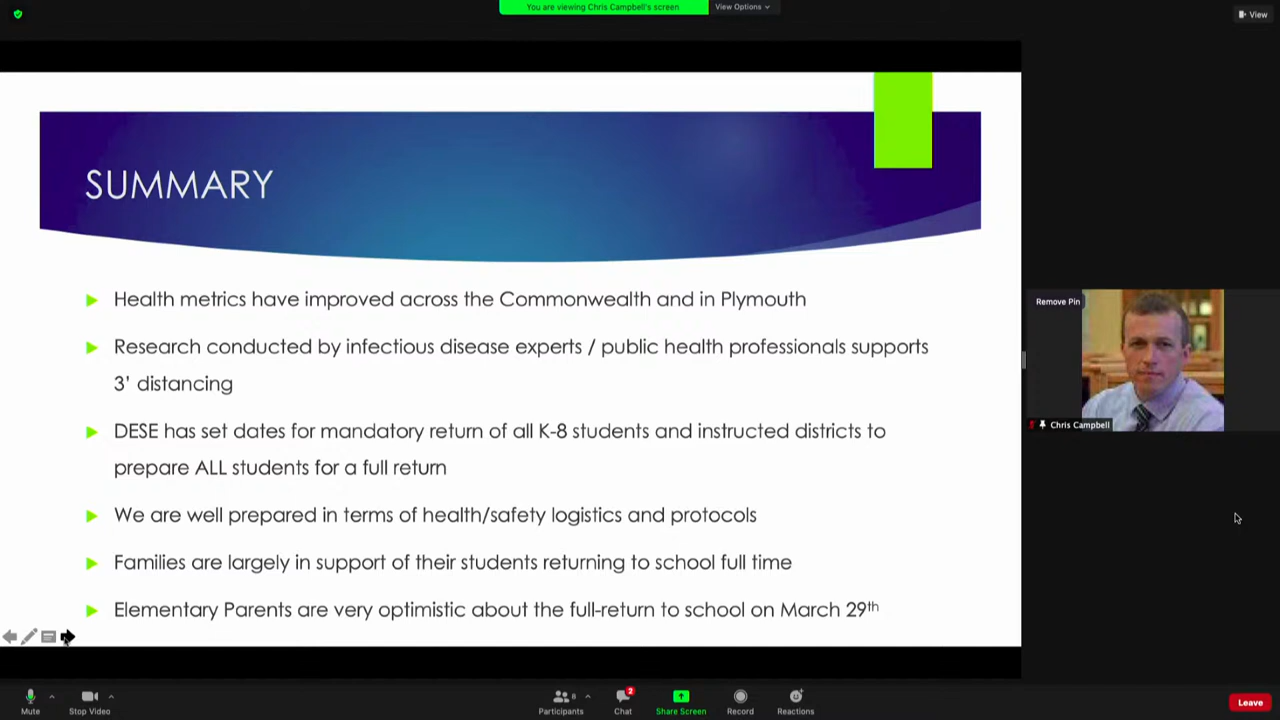 You are viewing Chris Campbell's screen
View Options
View
SUMMARY
Health metrics have improved across the Commonwealth and in Plymouth
Research conducted by infectious disease experts / public health professionals supports
3' distancing
DESE has set dates for mandatory return of all K-8 students and instructed districts to
prepare ALL students for a full return
We are well prepared in terms of health/safety logistics and protocols
Families are largely in support of their students returning to school full time
Elementary Parents are very optimistic about the full-return to school on March 29th
Remove Pin
Chris Campbell
Mute
Stop Video
Participants
8
Chat
2
Share Screen
Record
Reactions
Leave